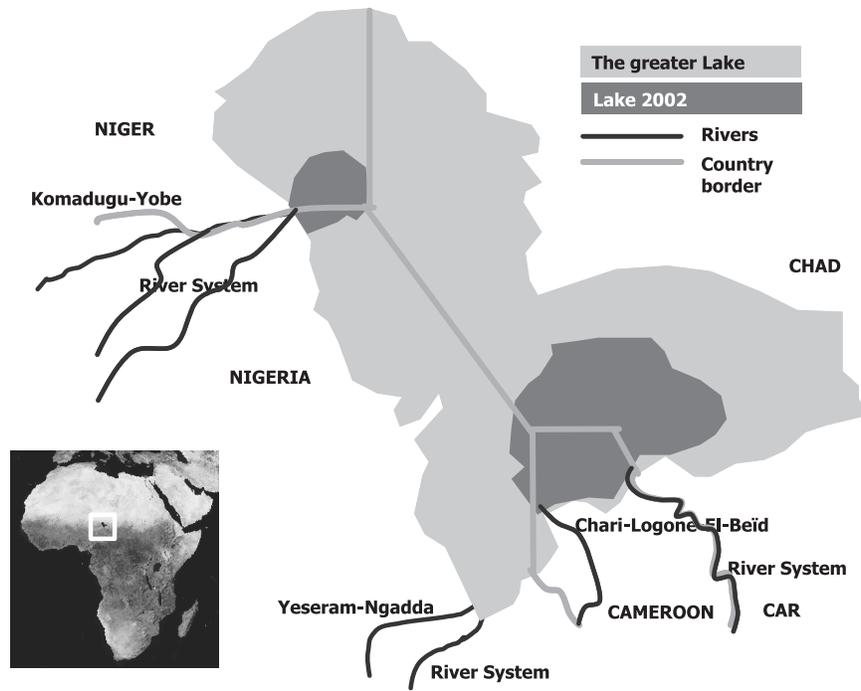 The greater Lake
Lake 2002
Rivers
Country
border
NIGER
Komadugu-Yobe
River System
CHAD
NIGERIA
Chari-Logone El-Beïd
River System
Yeseram-Ngadda
CAMEROON
CAR
River System